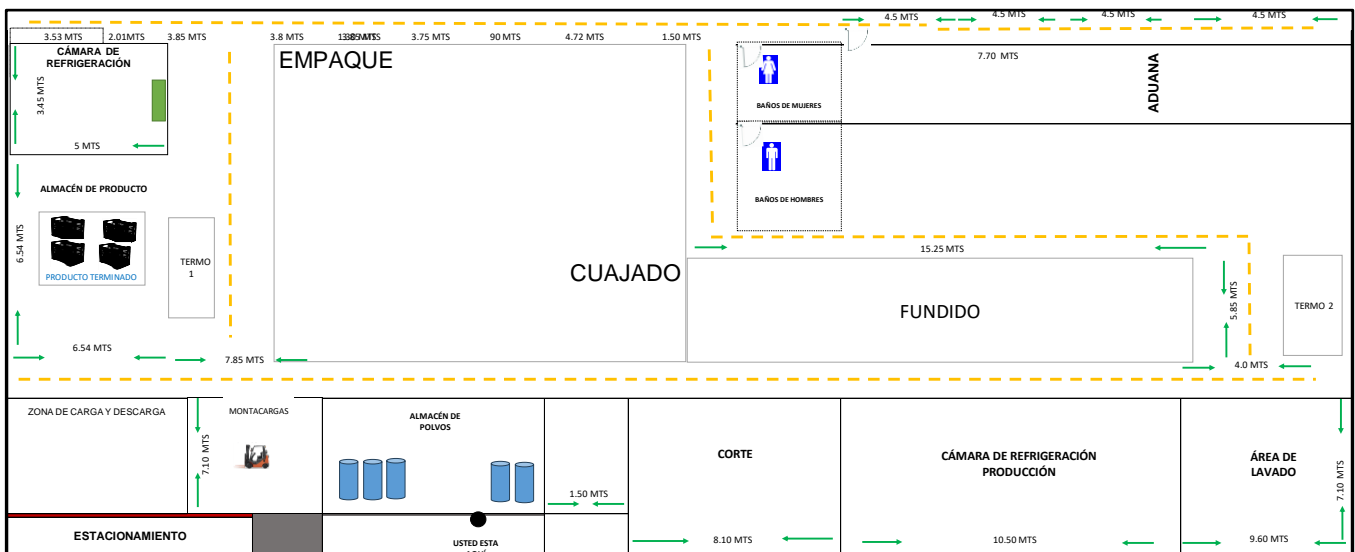 4.5 MTS
4.5 MTS
4.5 MTS
4.5 MTS
3.53 MTS
2.01MTS
3.85 MTS
3.8 MTS
3.75 MTS
90 MTS
4.72 MTS
1.50 MTS
CÁMARA DE
REFRIGERACIÓN
EMPAQUE
7.70 MTS
ADUANA
3.45 MTS
BAÑOS DE MUJERES
5 MTS
ALMACÉN DE PRODUCTO
BAÑOS DE HOMBRES
6.54 MTS
TERMO
1
PRODUCTO TERMINADO
15.25 MTS
CUAJADO
FUNDIDO
5.85 MTS
TERMO 2
6.54 MTS
7.85 MTS
4.0 MTS
ZONA DE CARGA Y DESCARGA
MONTACARGAS
ALMACÉN DE
POLVOS
7.10 MTS
CORTE
CÁMARA DE REFRIGERACIÓN
PRODUCCIÓN
ÁREA DE
LAVADO
7.10 MTS
1.50 MTS
ESTACIONAMIENTO
USTED ESTA
8.10 MTS
10.50 MTS
9.60 MTS